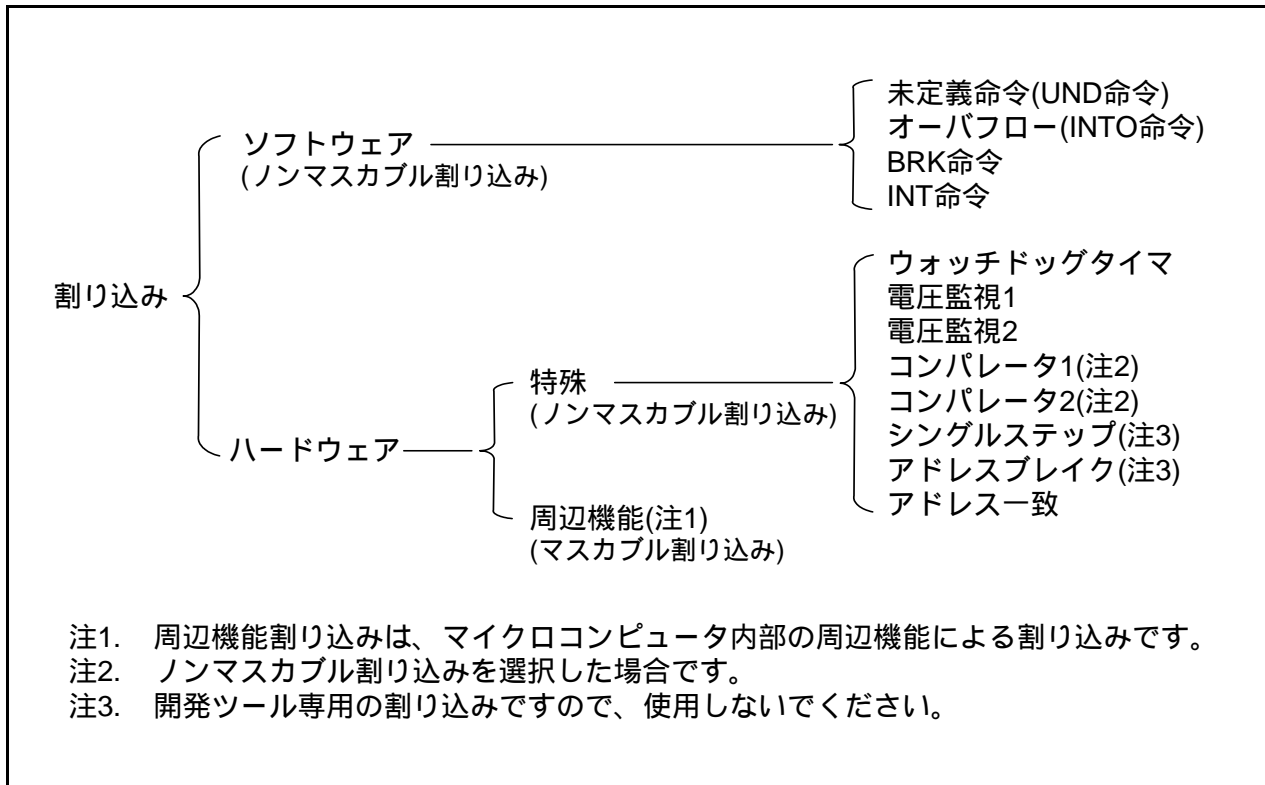 未定義命令(UND命令)
オーバフロー(INTO命令)
BRK命令
INT命令
ソフトウェア
(ノンマスカブル割り込み)
割り込み
ウォッチドッグタイマ
電圧監視1
電圧監視2
コンパレータ1(注2)
コンパレータ2(注2)
シングルステップ(注3)
アドレスブレイク(注3)
アドレス一致
特殊
(ノンマスカブル割り込み)
ハードウェア
周辺機能(注1)
(マスカブル割り込み)
注1. 周辺機能割り込みは、マイクロコンピュータ内部の周辺機能による割り込みです。
注2. ノンマスカブル割り込みを選択した場合です。
注3. 開発ツール専用の割り込みですので、使用しないでください。